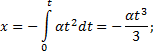 x = −∫₀ᵗ αt²dt = −αt³/3;